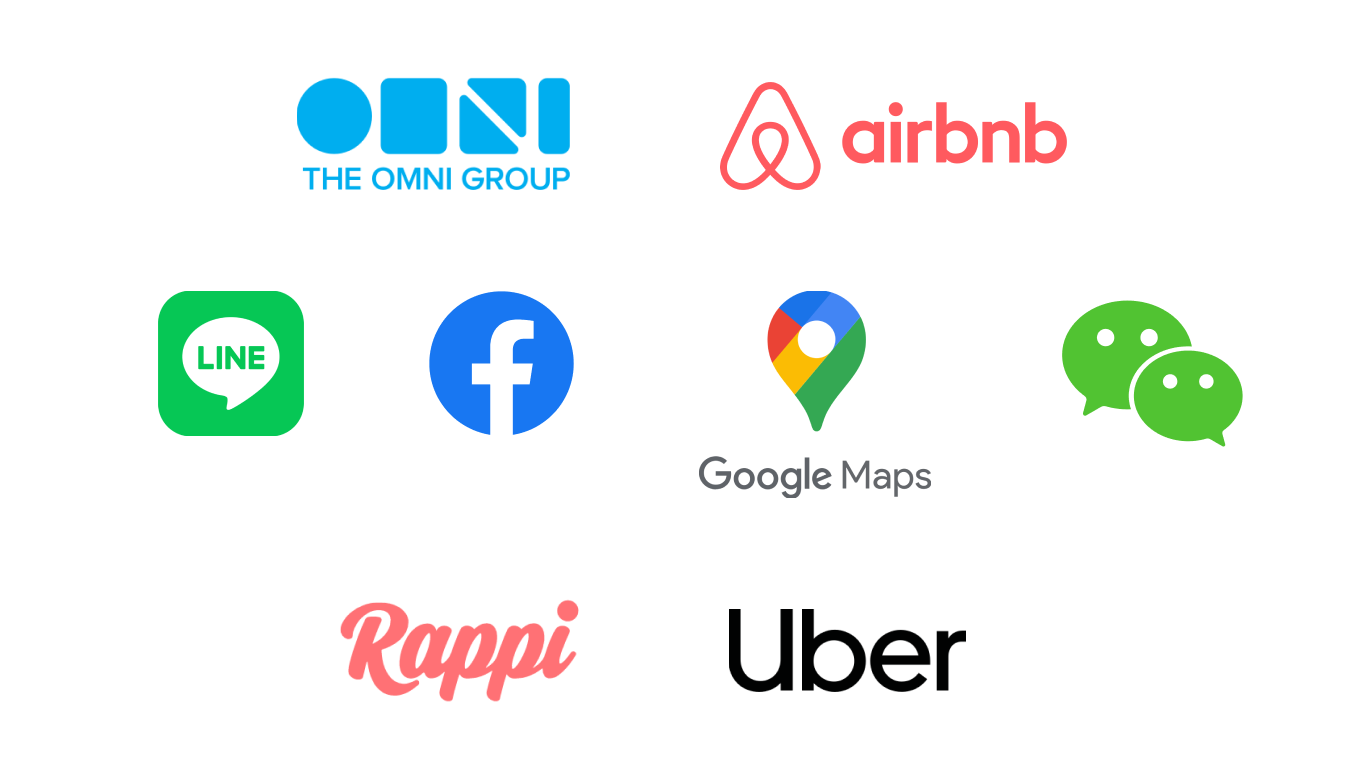 OMNI
THE OMNI GROUP
airbnb
LINE
f
Google Maps
Rappi
Uber